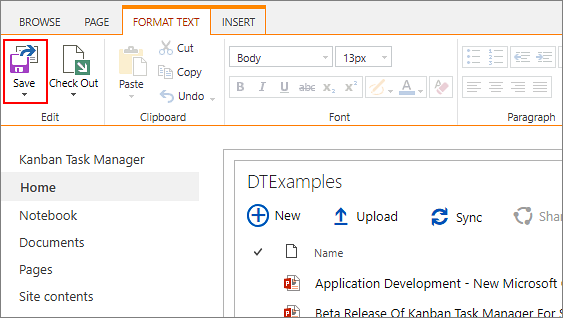 BROWSE PAGE FORMAT TEXT INSERT
Save Check Out Paste Cut Copy Undo Body 13px
B I U abc x₂ x² A A
Edit Clipboard Font Paragraph
Kanban Task Manager
Home
Notebook
Documents
Pages
Site contents
DTExamples
New Upload Sync Shar
Name
Application Development - New Microsoft
Beta Release Of Kanban Task Manager For